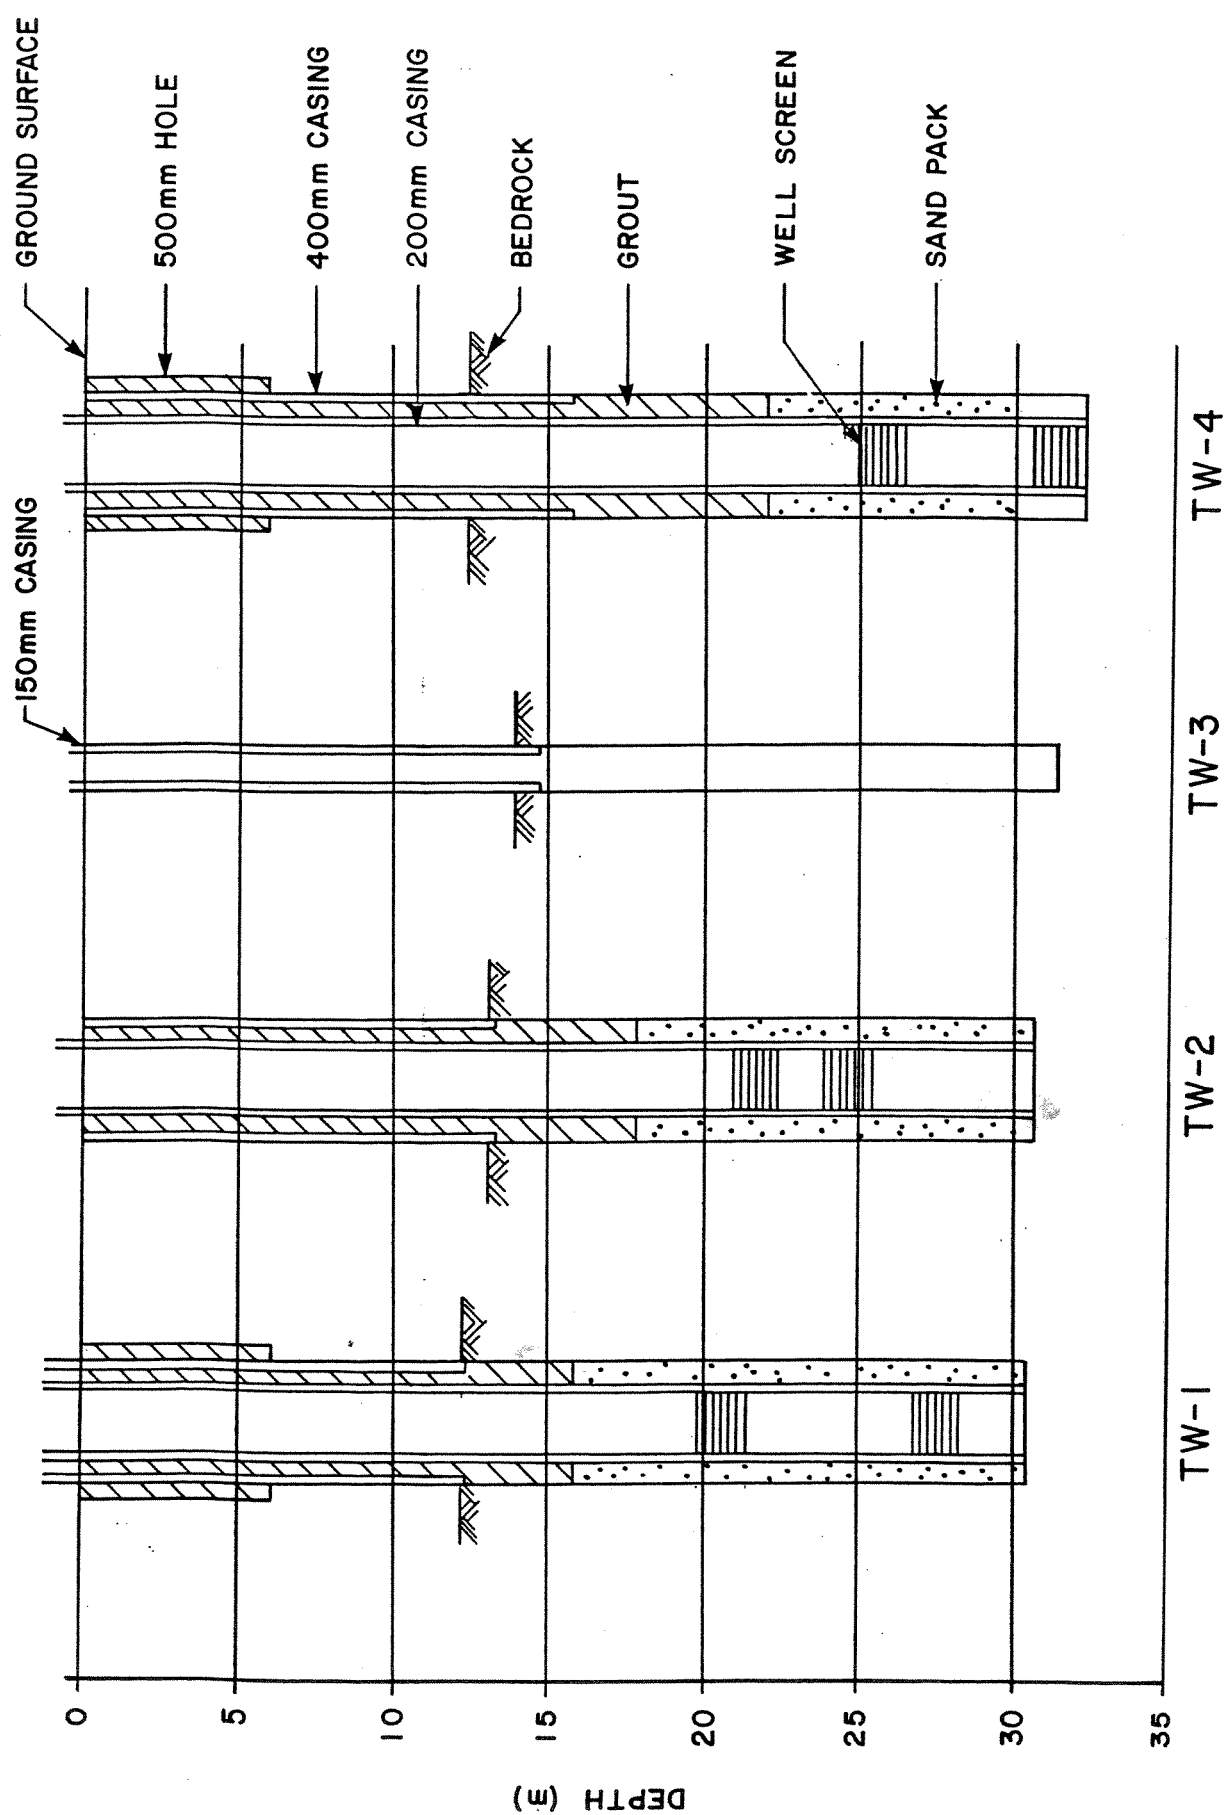 GROUND SURFACE
500mm HOLE
400mm CASING
200mm CASING
BEDROCK
GROUT
WELL SCREEN
SAND PACK
150mm CASING
0
5
10
15
20
25
30
35
DEPTH (m)
TW-1
TW-2
TW-3
TW-4